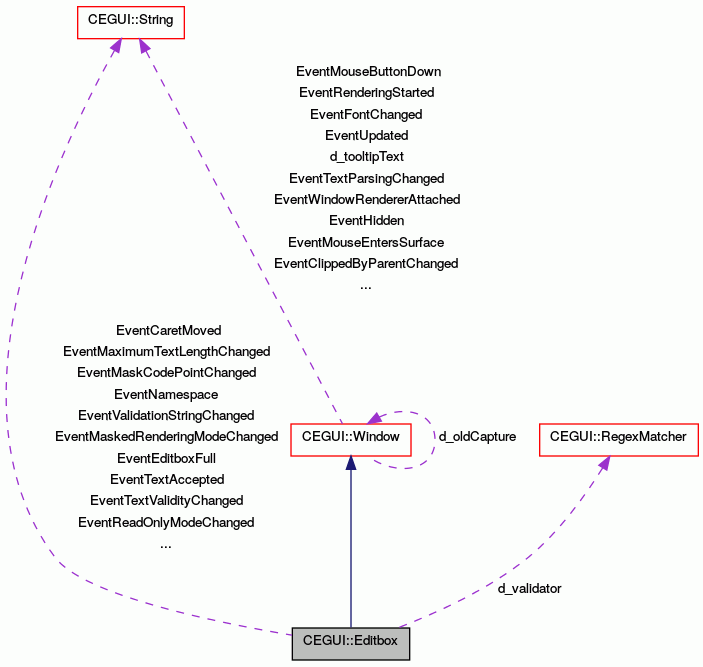 CEGUI::String
EventMouseButtonDown
EventRenderingStarted
EventFontChanged
EventUpdated
d_tooltipText
EventTextParsingChanged
EventWindowRendererAttached
EventHidden
EventMouseEntersSurface
EventClippedByParentChanged
...
EventCaretMoved
EventMaximumTextLengthChanged
EventMaskCodePointChanged
EventNamespace
EventValidationStringChanged
EventMaskedRenderingModeChanged
EventEditboxFull
EventTextAccepted
EventTextValidityChanged
EventReadOnlyModeChanged
...
CEGUI::Window
d_oldCapture
CEGUI::RegexMatcher
d_validator
CEGUI::Editbox